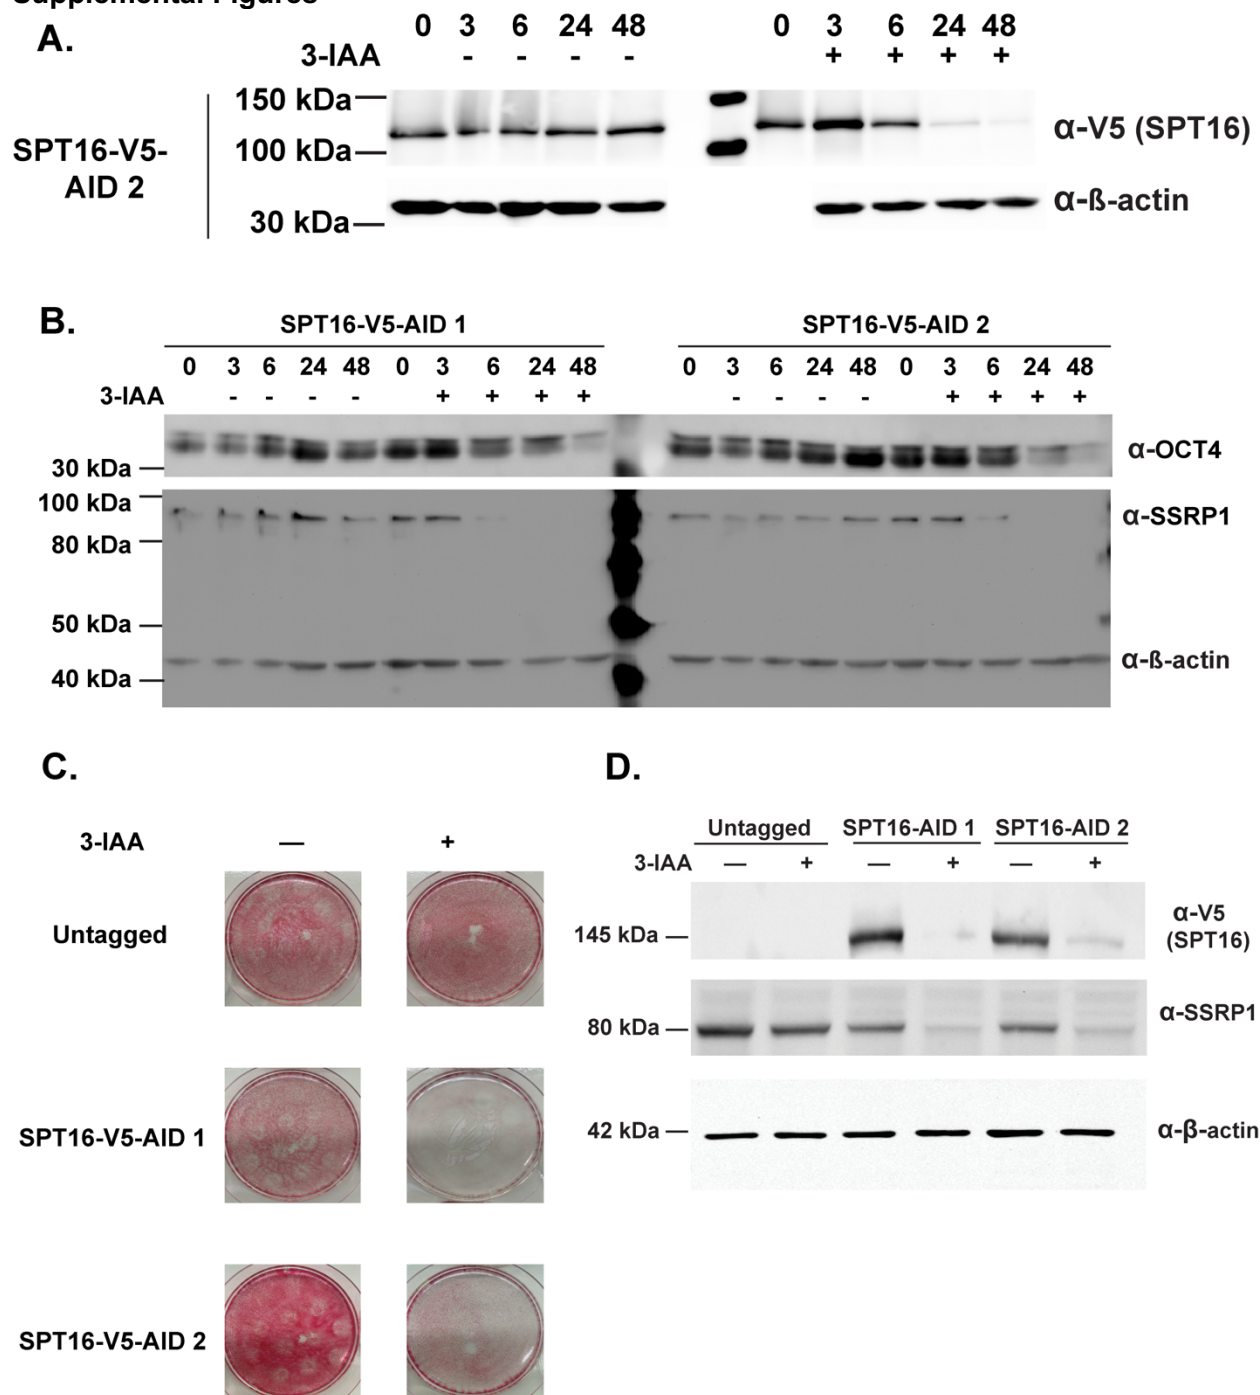 Supplemental Figures
A.
0 3 6 24 48 0 3 6 24 48
3-IAA - - - - + + + +
150 kDa
100 kDa
α-V5 (SPT16)
SPT16-V5-
AID 2
30 kDa
α-ß-actin
B.
SPT16-V5-AID 1 SPT16-V5-AID 2
0 3 6 24 48 0 3 6 24 48 0 3 6 24 48 0 3 6 24 48
3-IAA - - - - + + + + - - - - + + + +
30 kDa
α-OCT4
100 kDa
α-SSRP1
80 kDa
50 kDa
40 kDa
α-ß-actin
C.
3-IAA — +
Untagged
SPT16-V5-AID 1
SPT16-V5-AID 2
D.
Untagged SPT16-AID 1 SPT16-AID 2
3-IAA — + — + — +
145 kDa
α-V5
(SPT16)
80 kDa
α-SSRP1
42 kDa
α-β-actin